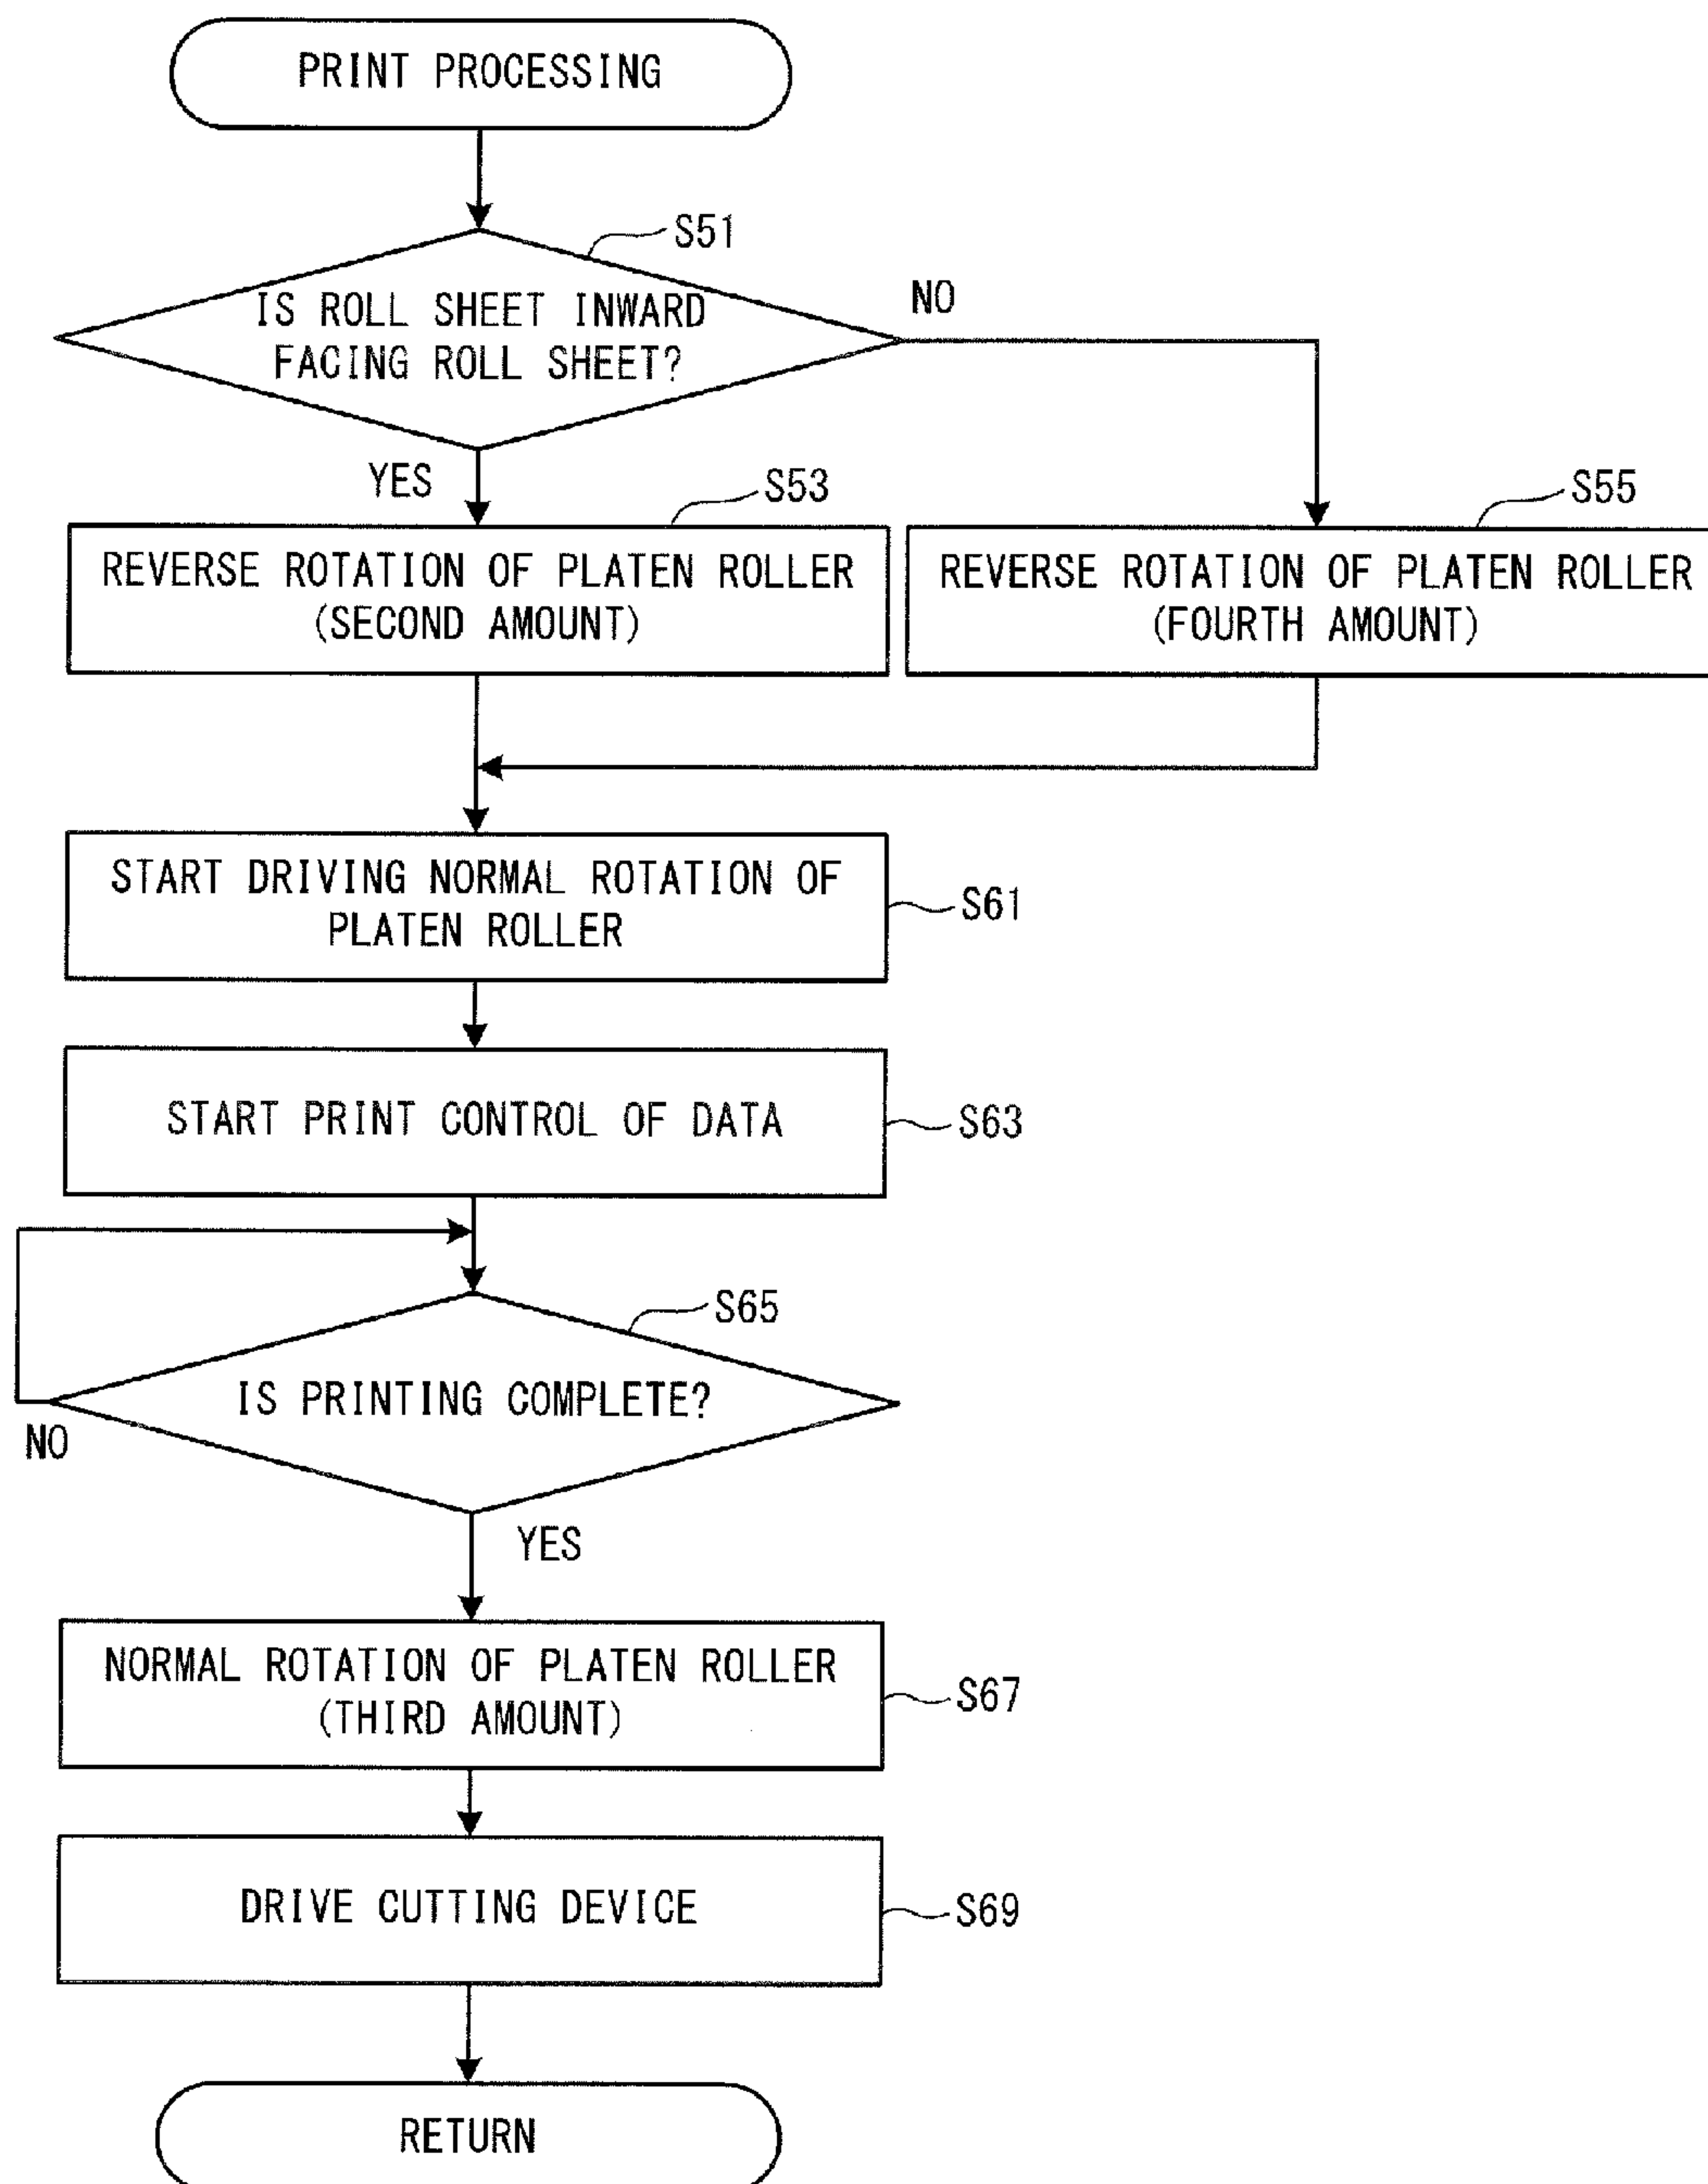 PRINT PROCESSING
S51
IS ROLL SHEET INWARD
FACING ROLL SHEET?
NO
YES
S53
REVERSE ROTATION OF PLATEN ROLLER
(SECOND AMOUNT)
S55
REVERSE ROTATION OF PLATEN ROLLER
(FOURTH AMOUNT)
START DRIVING NORMAL ROTATION OF
PLATEN ROLLER
S61
START PRINT CONTROL OF DATA
S63
S65
IS PRINTING COMPLETE?
NO
YES
NORMAL ROTATION OF PLATEN ROLLER
(THIRD AMOUNT)
S67
DRIVE CUTTING DEVICE
S69
RETURN